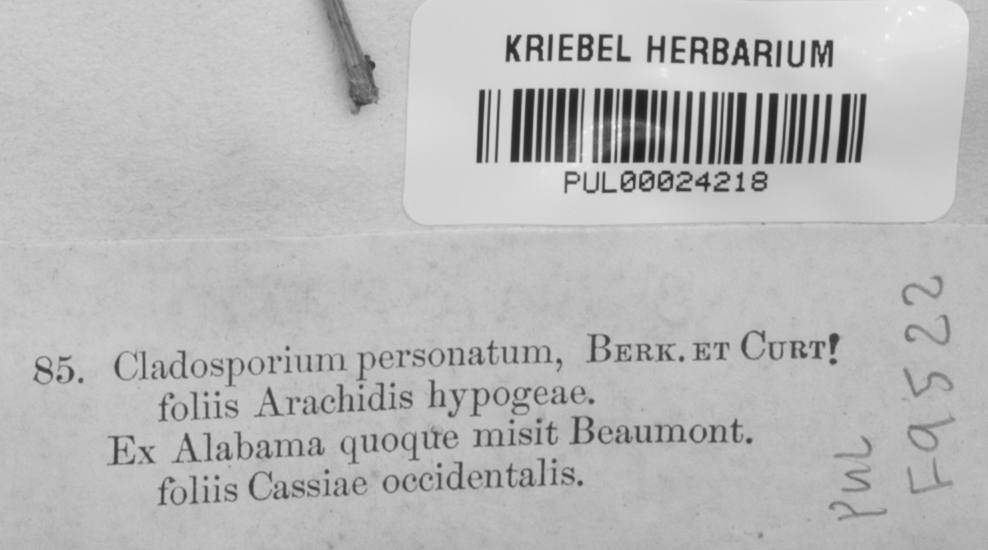 KRIEBEL HERBARIUM
PUL00024218
85. Cladosporium personatum, BERK. ET CURT!
foliis Arachidis hypogeae.
Ex Alabama quoque misit Beaumont.
foliis Cassiae occidentalis.
PUL
F9522